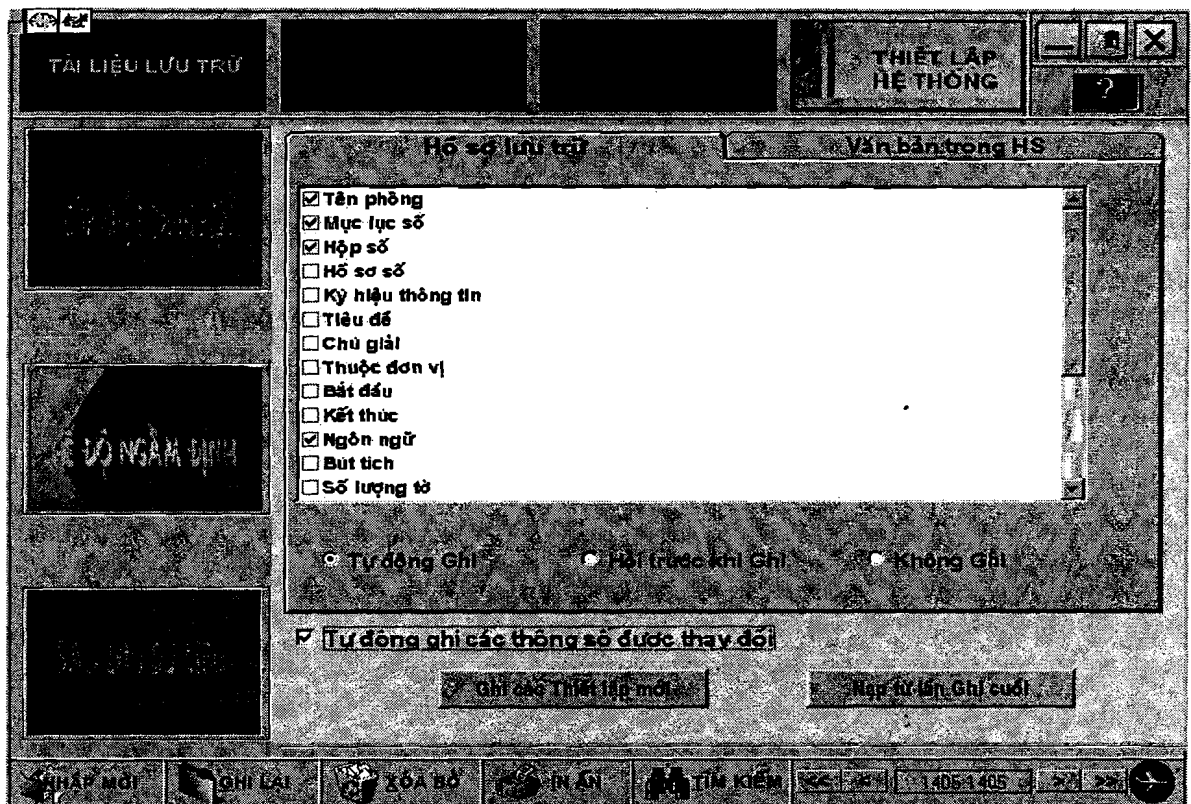 TÀI LIỆU LƯU TRỮ
THIẾT LẬP
HỆ THỐNG
?
Hồ sơ lưu trữ
Văn bản trong HS
Tên phông
Mục lục số
Hộp số
Hồ sơ số
Ký hiệu thông tin
Tiêu đề
Chú giải
Thuộc đơn vị
Bắt đầu
Kết thúc
Ngôn ngữ
Bút tích
Số lượng tờ
ĐỘ NGẦM ĐỊNH
Tự động Ghi
Hỏi trước khi Ghi
Không Ghi
Tự động ghi các thông số được thay đổi
Ghi các Thiết lập mới
Nạp từ lần Ghi cuối
NHẬP MỚI
GHI LẠI
XÓA BỎ
IN ẤN
TÌM KIẾM
1405-1405